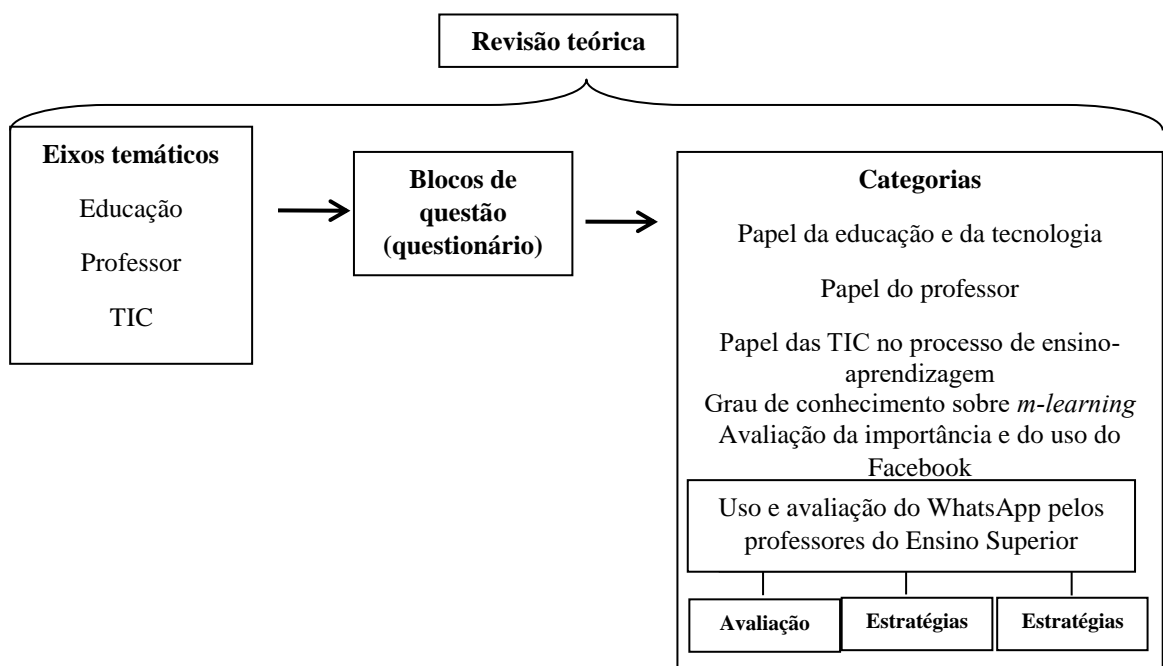 Revisão teórica
Eixos temáticos
Educação
Professor
TIC
Blocos de
questão
(questionário)
Categorias
Papel da educação e da tecnologia
Papel do professor
Papel das TIC no processo de ensino-
aprendizagem
Grau de conhecimento sobre m-learning
Avaliação da importância e do uso do
Facebook
Uso e avaliação do WhatsApp pelos
professores do Ensino Superior
Avaliação
Estratégias
Estratégias